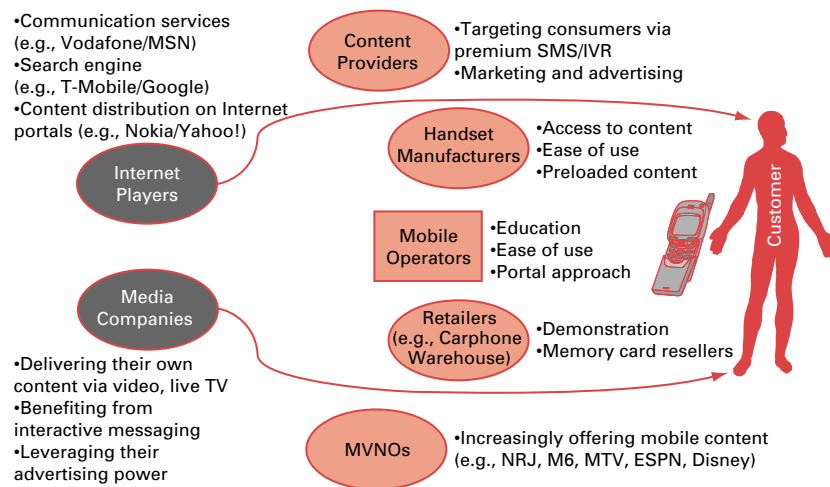 •Communication services
(e.g., Vodafone/MSN)
•Search engine
(e.g., T-Mobile/Google)
•Content distribution on Internet
portals (e.g., Nokia/Yahoo!)
Internet
Players
Media
Companies
•Delivering their own
content via video, live TV
•Benefiting from
interactive messaging
•Leveraging their
advertising power
Content
Providers
•Targeting consumers via
premium SMS/IVR
•Marketing and advertising
Handset
Manufacturers
•Access to content
•Ease of use
•Preloaded content
Mobile
Operators
•Education
•Ease of use
•Portal approach
Retailers
(e.g., Carphone
Warehouse)
•Demonstration
•Memory card resellers
MVNOs
•Increasingly offering mobile content
(e.g., NRJ, M6, MTV, ESPN, Disney)
Customer